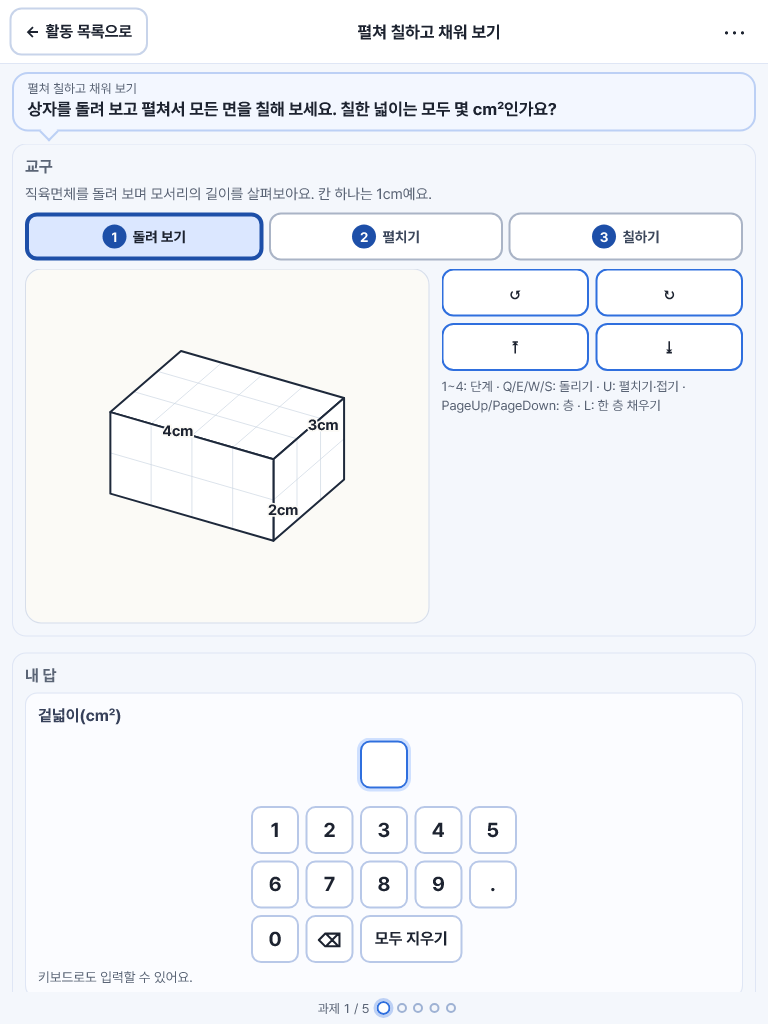 ← 활동 목록으로
펼쳐 칠하고 채워 보기
···
펼쳐 칠하고 채워 보기
상자를 돌려 보고 펼쳐서 모든 면을 칠해 보세요. 칠한 넓이는 모두 몇 cm²인가요?
교구
직육면체를 돌려 보며 모서리의 길이를 살펴보아요. 칸 하나는 1cm예요.
1 돌려 보기
2 펼치기
3 칠하기
↺ ↻
⤒ ⤓
1~4: 단계 · Q/E/W/S: 돌리기 · U: 펼치기·접기 ·
PageUp/PageDown: 층 · L: 한 층 채우기
4cm
3cm
2cm
내 답
겉넓이(cm²)
1 2 3 4 5
6 7 8 9 .
0 ⌫ 모두 지우기
키보드로도 입력할 수 있어요.
과제 1 / 5